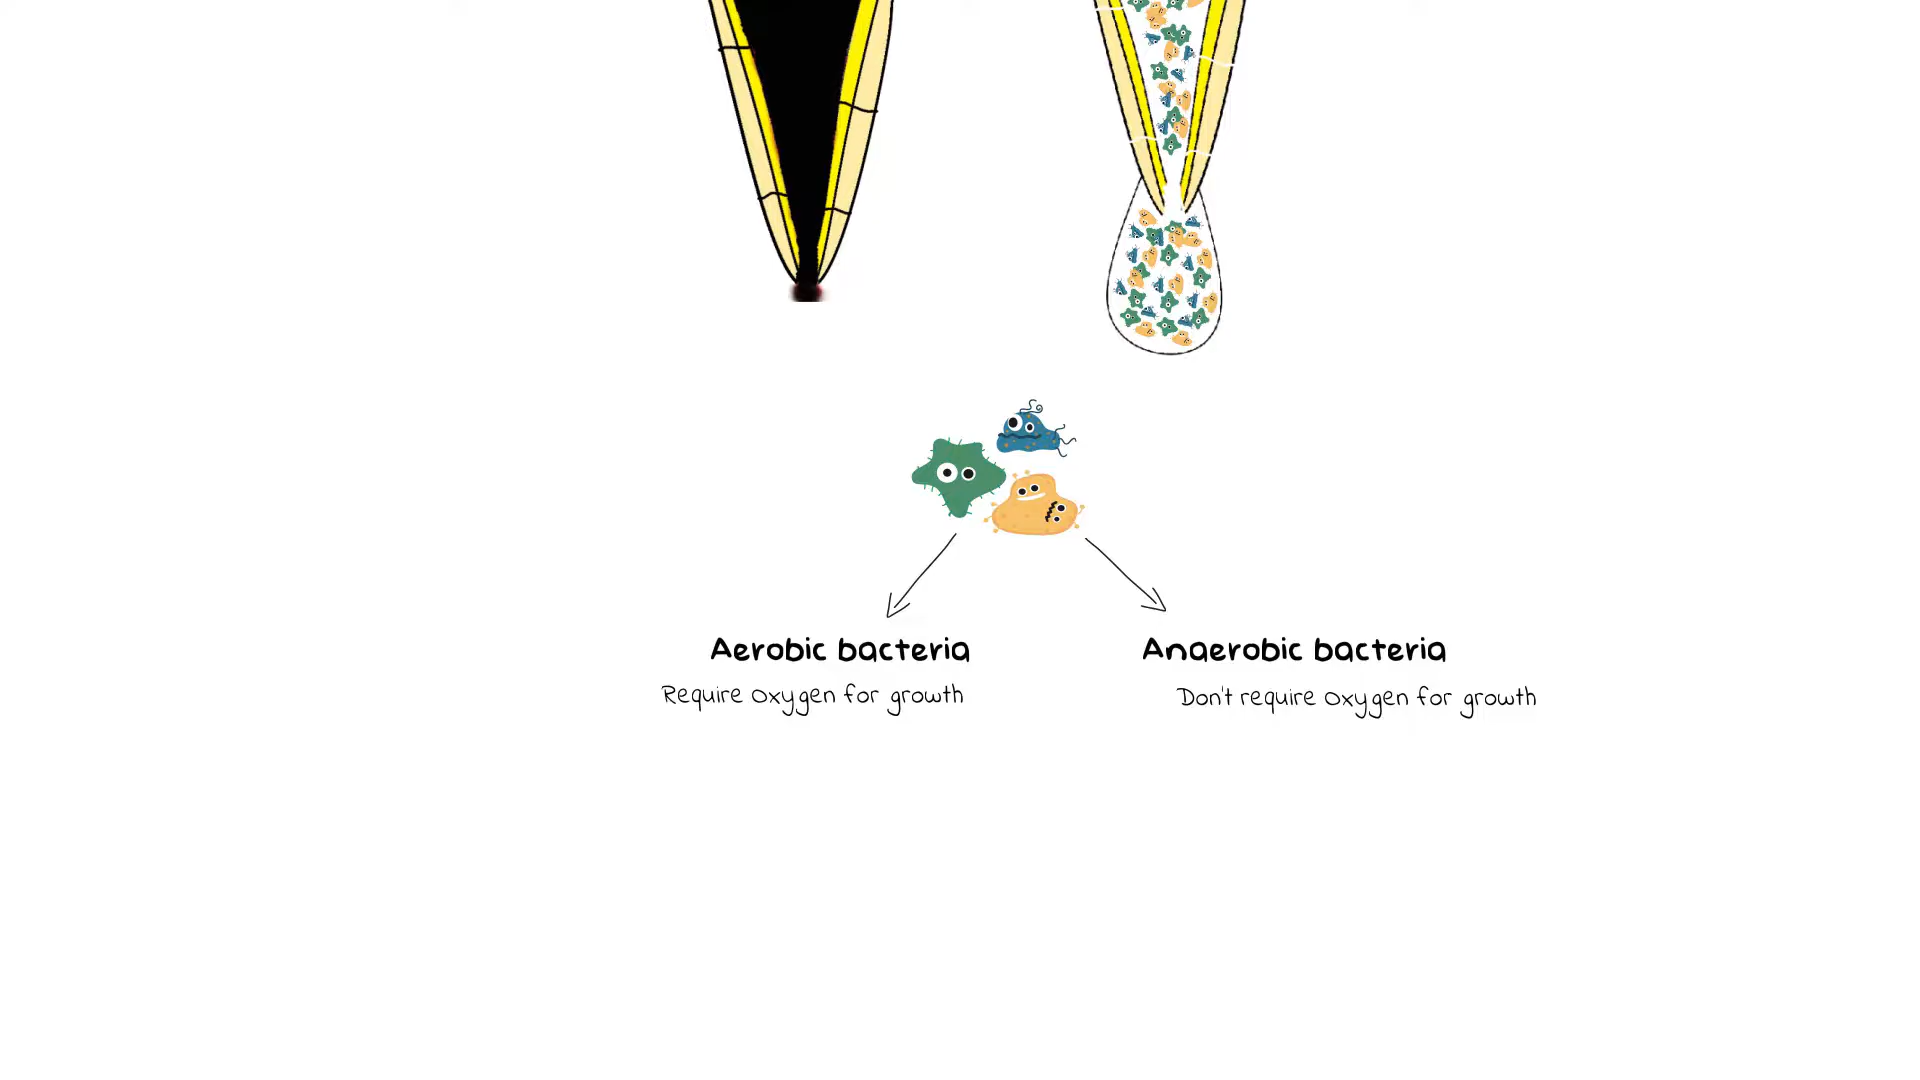 Aerobic bacteria
Require Oxygen for growth
Anaerobic bacteria
Don't require Oxygen for growth